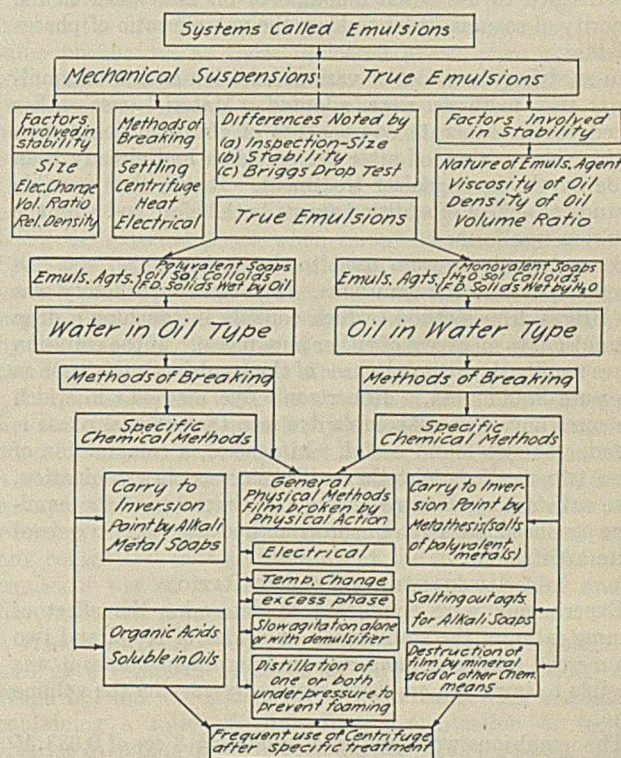 Systems Called Emulsions
Mechanical Suspensions
True Emulsions
Factors
Involved in
stability
Size
Elec. Charge
Vol. Ratio
Rel. Density
Methods of
Breaking
Settling
Centrifuge
Heat
Electrical
Differences Noted by
(a) Inspection-Size
(b) Stability
(c) Briggs Drop Test
Factors Involved
in Stability
Nature of Emuls. Agent
Viscosity of Oil
Density of Oil
Volume Ratio
True Emulsions
Emuls. Agts. { Polyvalent Soaps
Oil Sol. Colloids
F.D. Solids Wet by Oil
Emuls. Agts. { Monovalent Soaps
H₂O Sol. Colloids
F.D. Solids Wet by H₂O
Water in Oil Type
Oil in Water Type
Methods of Breaking
Methods of Breaking
Specific
Chemical Methods
Specific
Chemical Methods
Carry to
Inversion
Point by Alkali
Metal Soaps
Organic Acids
Soluble in Oils
General
Physical Methods
Film broken by
Physical Action
Electrical
Temp. Change
excess phase
Slow agitation alone
or with demulsifier
Distillation of
one or both
under pressure to
prevent foaming
Carry to Inver-
sion Point by
Metathesis (salts
of polyvalent
metals)
Salting out agts.
for Alkali Soaps
Destruction of
film by mineral
acid or other Chem.
means
Frequent use of Centrifuge
after specific treatment